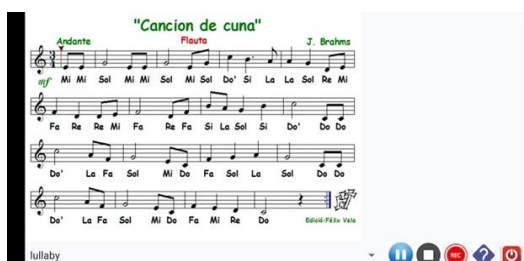 "Cancion de cuna"
Andante Flauta J. Brahms
mf Mi Mi Sol Mi Mi Sol Mi Sol Do' Si La La Sol Re Mi
Fa Re Re Mi Fa Re Fa Si La Sol Si Do' Do Do
Do' La Fa Sol Mi Do Fa Sol La Sol Do Do
Do' La Fa Sol Mi Do Fa Mi Re Do Edició:Fèlix Vela
lullaby REC ?